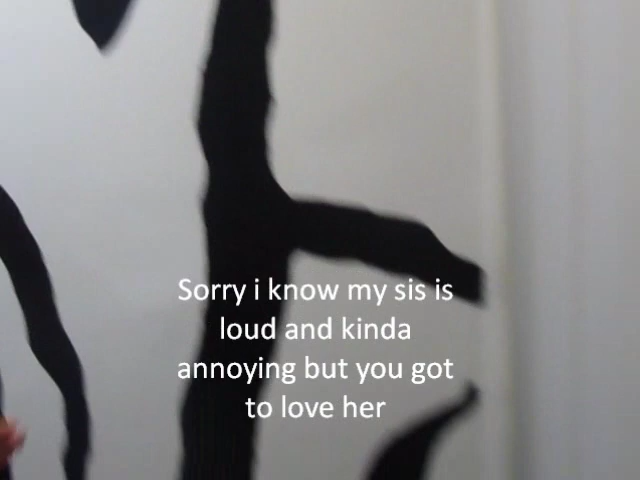 Sorry i know my sis is
loud and kinda
annoying but you got
to love her